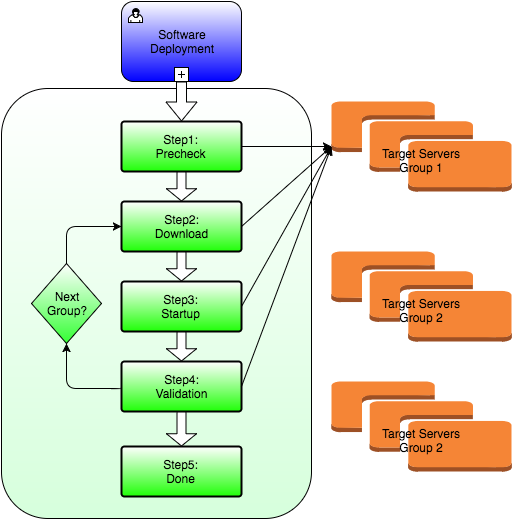 Software
Deployment
+
Step1:
Precheck
Target Servers
Group 1
Step2:
Download
Next
Group?
Step3:
Startup
Target Servers
Group 2
Step4:
Validation
Target Servers
Group 2
Step5:
Done